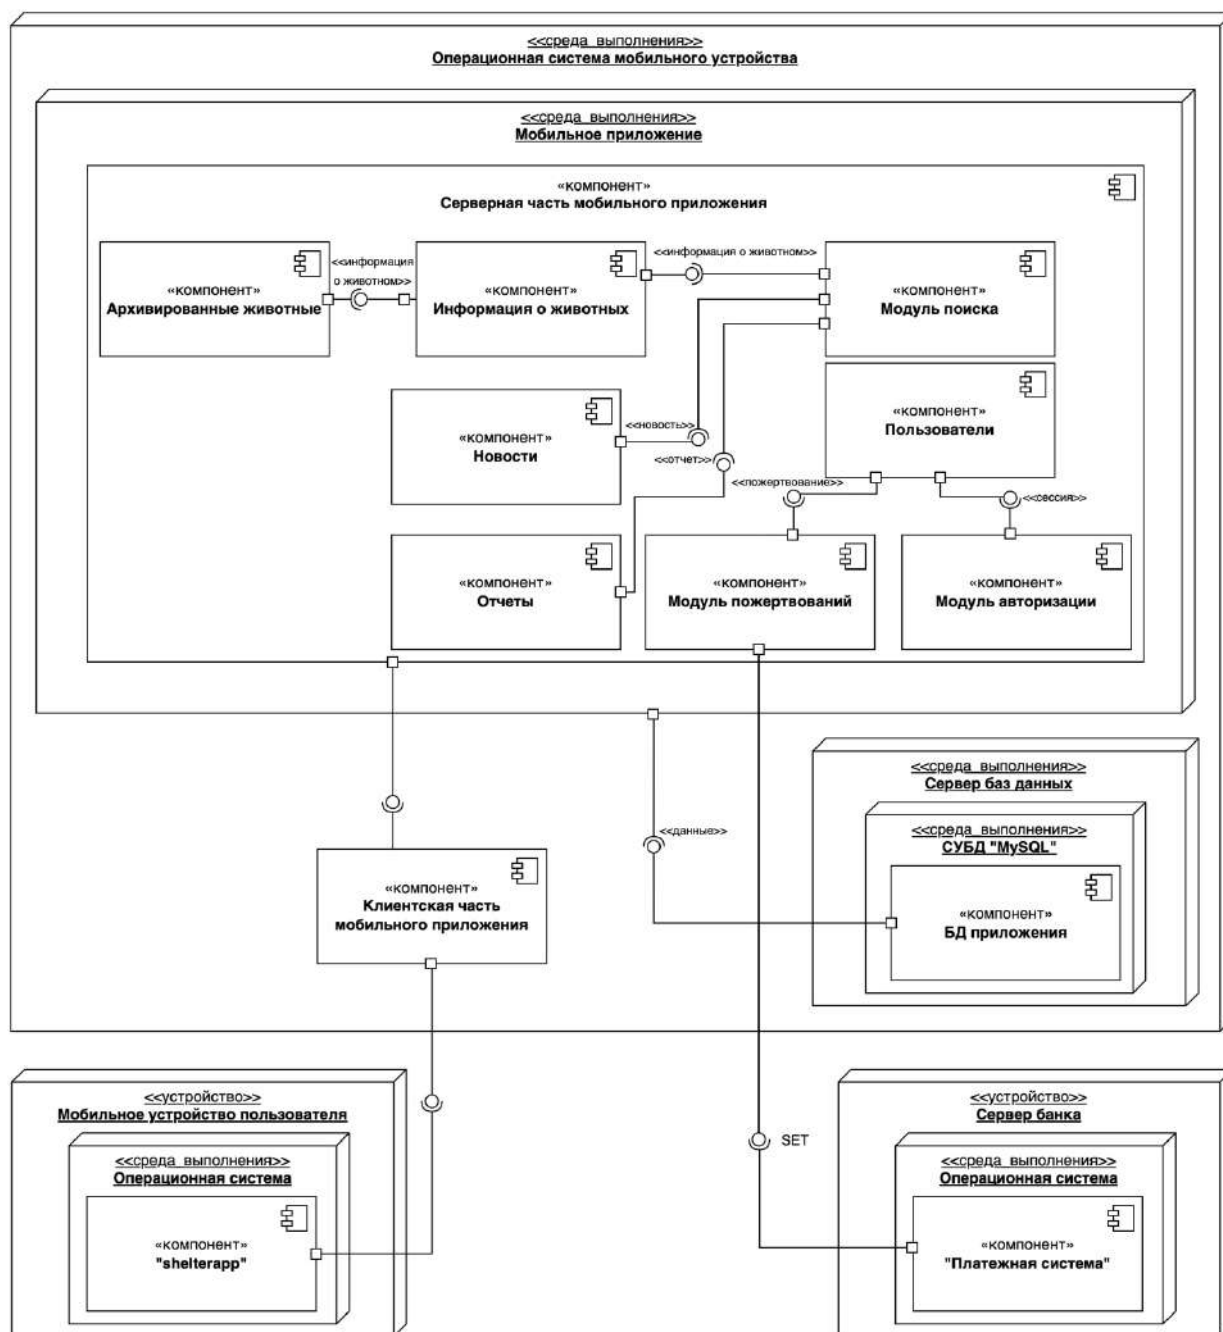 <<среда_выполнения>>
Операционная система мобильного устройства
<<среда_выполнения>>
Мобильное приложение
«компонент»
Серверная часть мобильного приложения
«компонент»
Архивированные животные
<<информация
о животном>>
«компонент»
Информация о животных
<<информация о животном>>
«компонент»
Модуль поиска
«компонент»
Новости
<<новость>>
<<отчет>>
«компонент»
Пользователи
<<пожертвование>>
<<сессия>>
«компонент»
Отчеты
«компонент»
Модуль пожертвований
«компонент»
Модуль авторизации
<<данные>>
<<среда_выполнения>>
Сервер баз данных
<<среда_выполнения>>
СУБД "MySQL"
«компонент»
БД приложения
«компонент»
Клиентская часть
мобильного приложения
<<устройство>>
Мобильное устройство пользователя
<<среда_выполнения>>
Операционная система
«компонент»
"shelterapp"
SET
<<устройство>>
Сервер банка
<<среда_выполнения>>
Операционная система
«компонент»
"Платежная система"